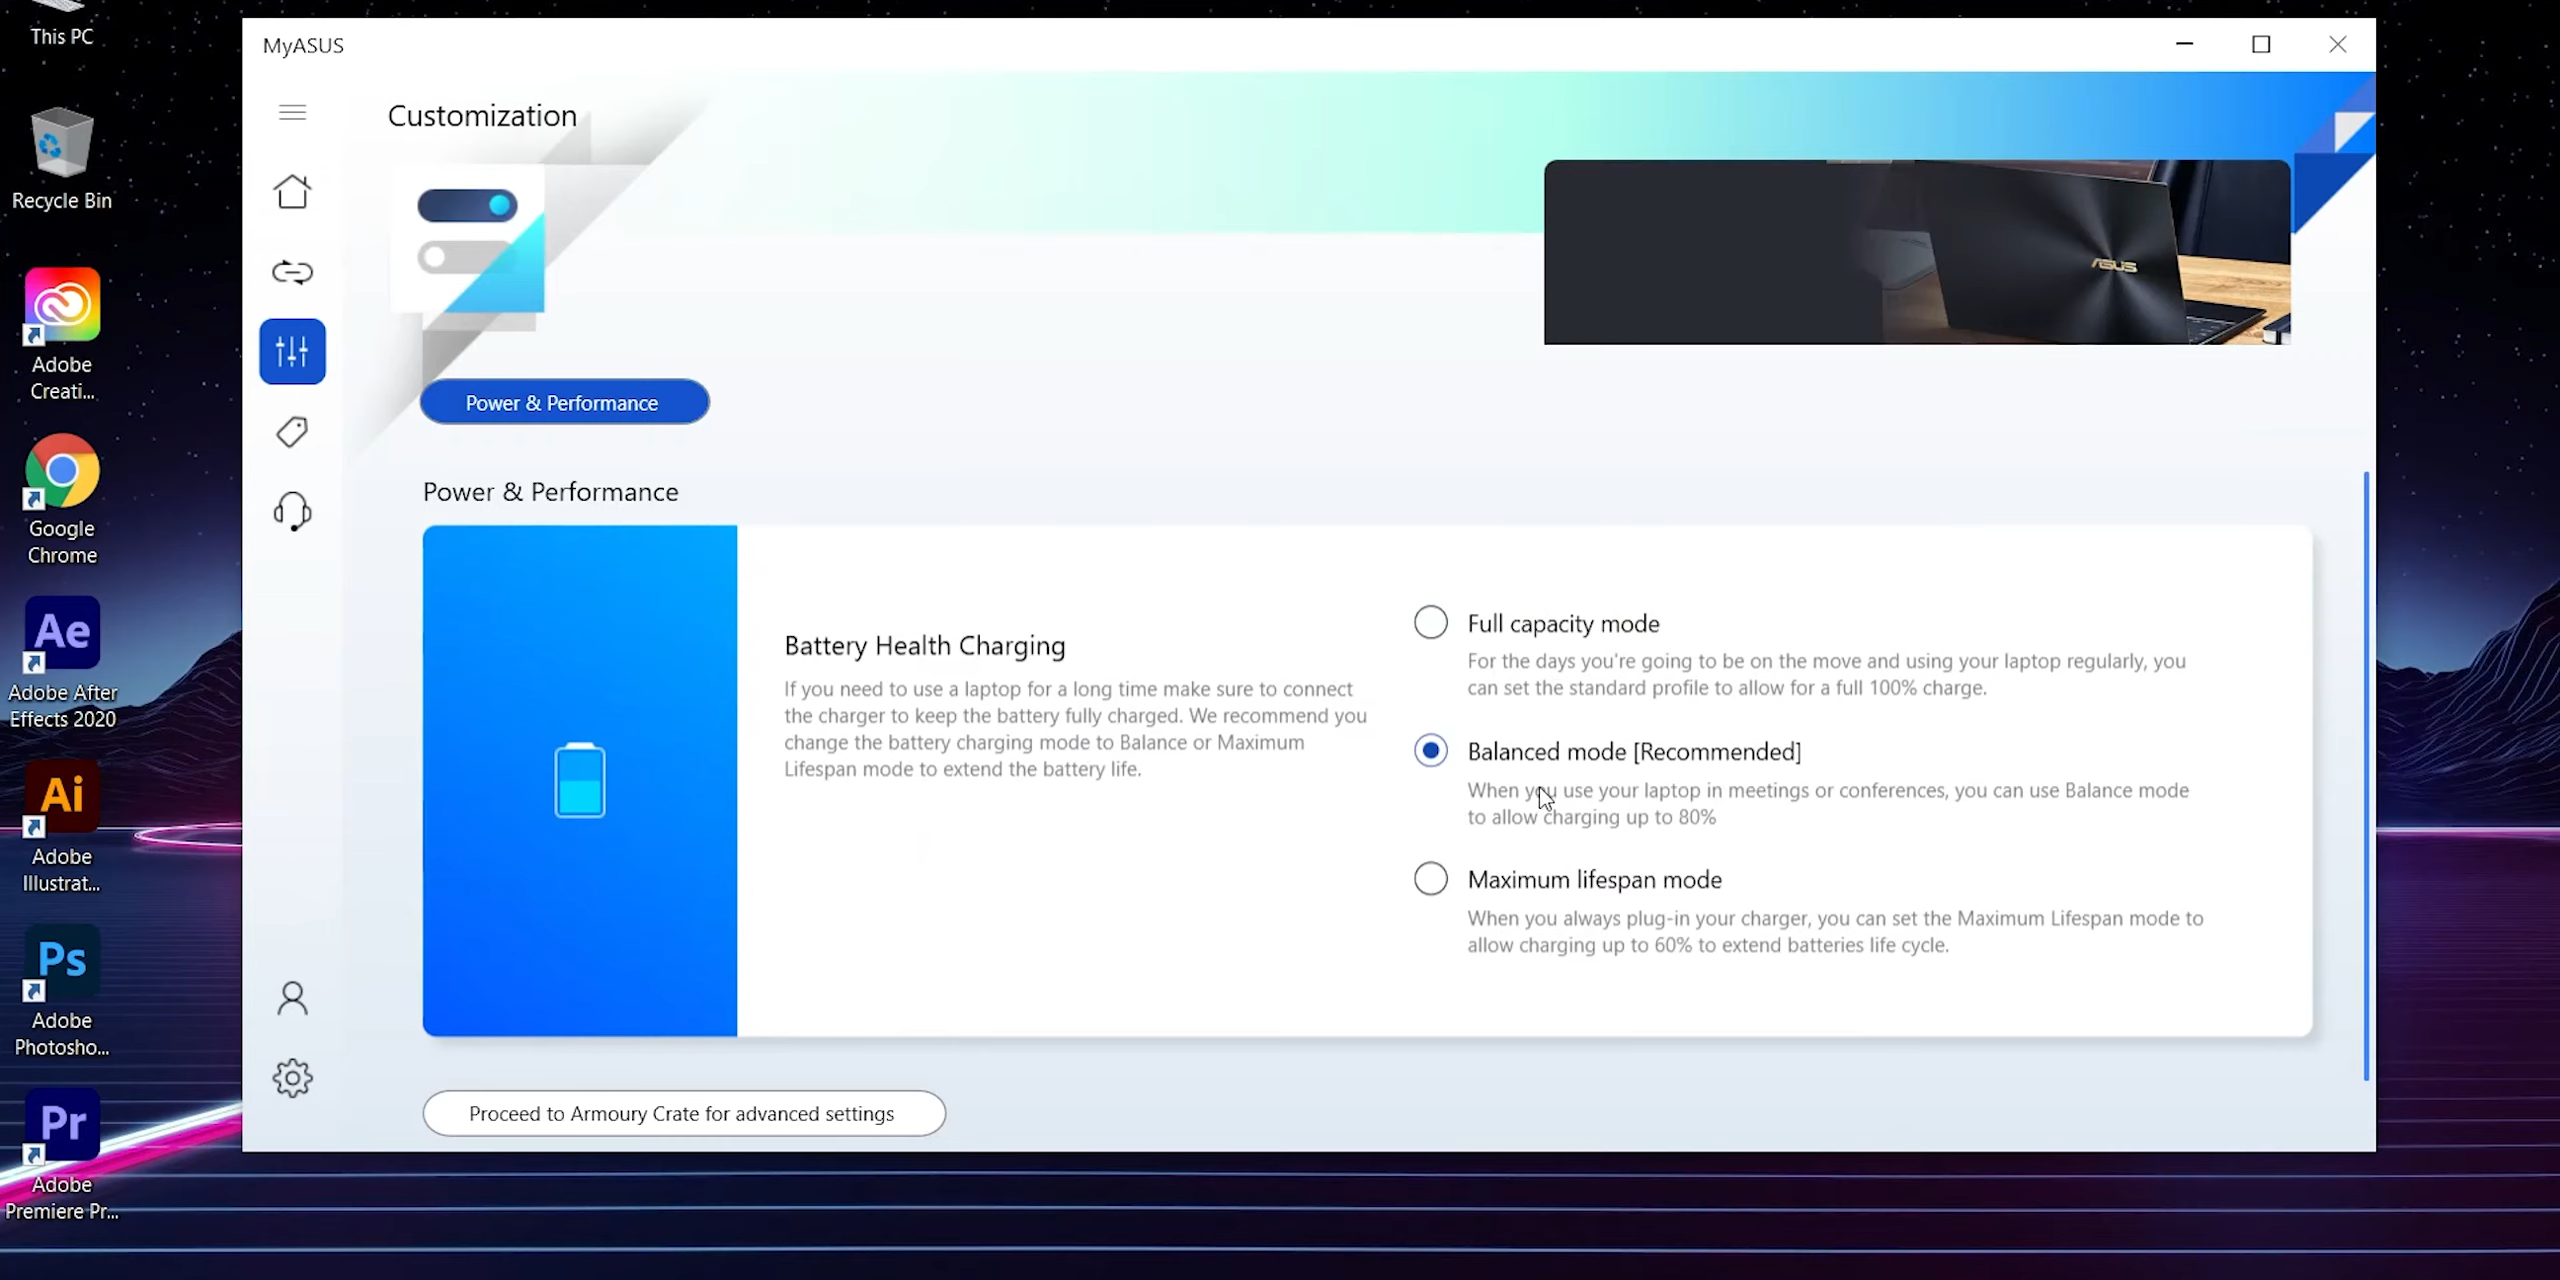 This PC
Recycle Bin
Adobe
Creati...
Google
Chrome
Ae
Adobe After
Effects 2020
Ai
Adobe
Illustrat...
Ps
Adobe
Photosho...
Pr
Adobe
Premiere Pr...
MyASUS
Customization
ASUS
Power & Performance
Power & Performance
Battery Health Charging
If you need to use a laptop for a long time make sure to connect
the charger to keep the battery fully charged. We recommend you
change the battery charging mode to Balance or Maximum
Lifespan mode to extend the battery life.
Full capacity mode
For the days you're going to be on the move and using your laptop regularly, you
can set the standard profile to allow for a full 100% charge.
Balanced mode [Recommended]
When you use your laptop in meetings or conferences, you can use Balance mode
to allow charging up to 80%
Maximum lifespan mode
When you always plug-in your charger, you can set the Maximum Lifespan mode to
allow charging up to 60% to extend batteries life cycle.
Proceed to Armoury Crate for advanced settings